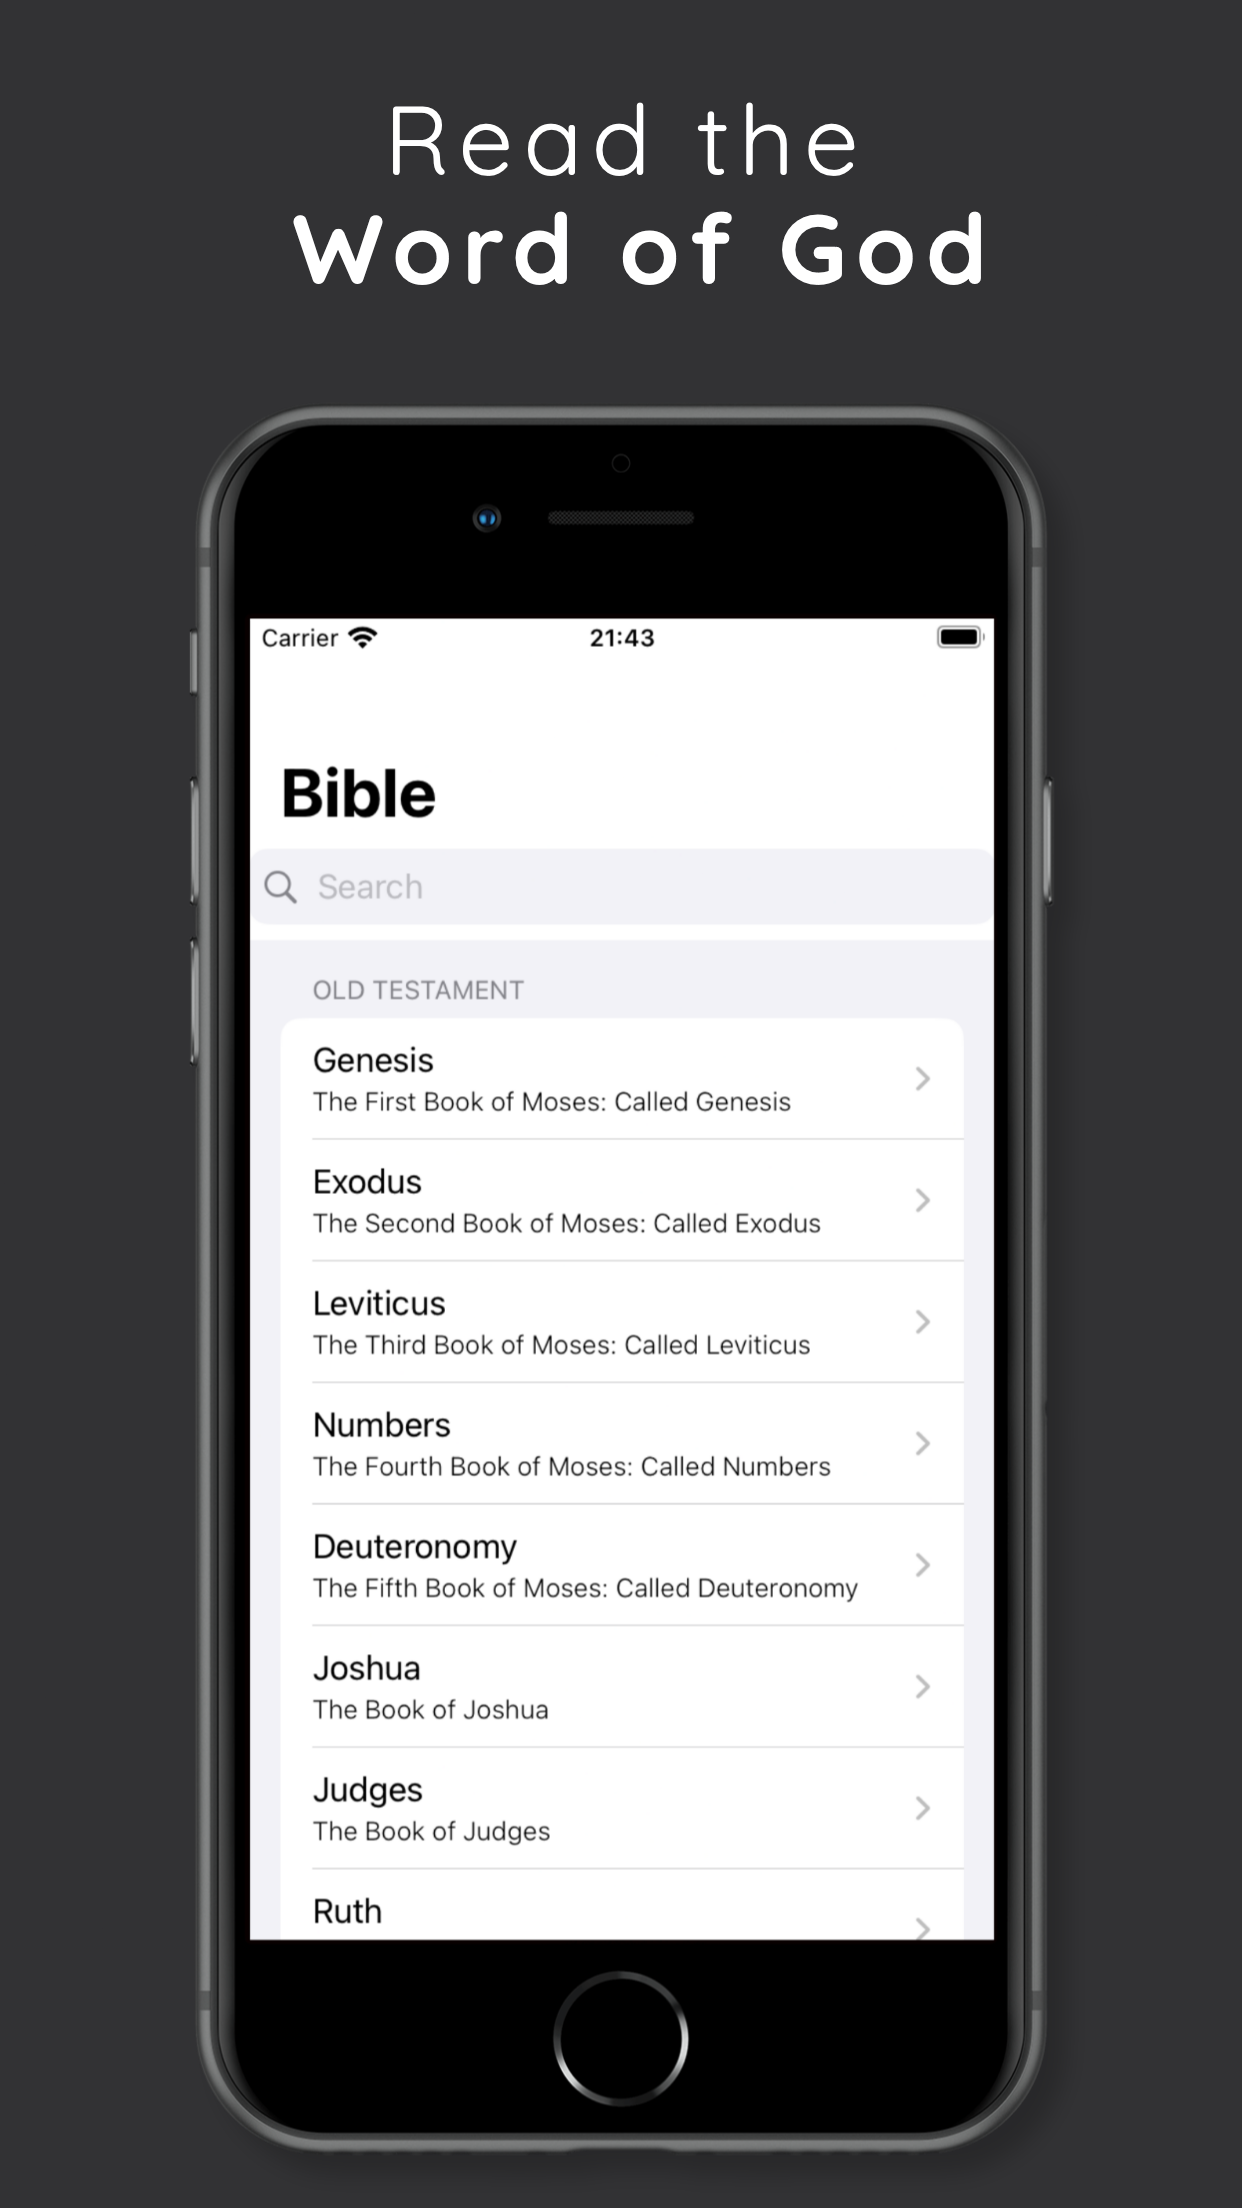 Read the
Word of God
Carrier 21:43
Bible
Search
OLD TESTAMENT
Genesis
The First Book of Moses: Called Genesis
Exodus
The Second Book of Moses: Called Exodus
Leviticus
The Third Book of Moses: Called Leviticus
Numbers
The Fourth Book of Moses: Called Numbers
Deuteronomy
The Fifth Book of Moses: Called Deuteronomy
Joshua
The Book of Joshua
Judges
The Book of Judges
Ruth